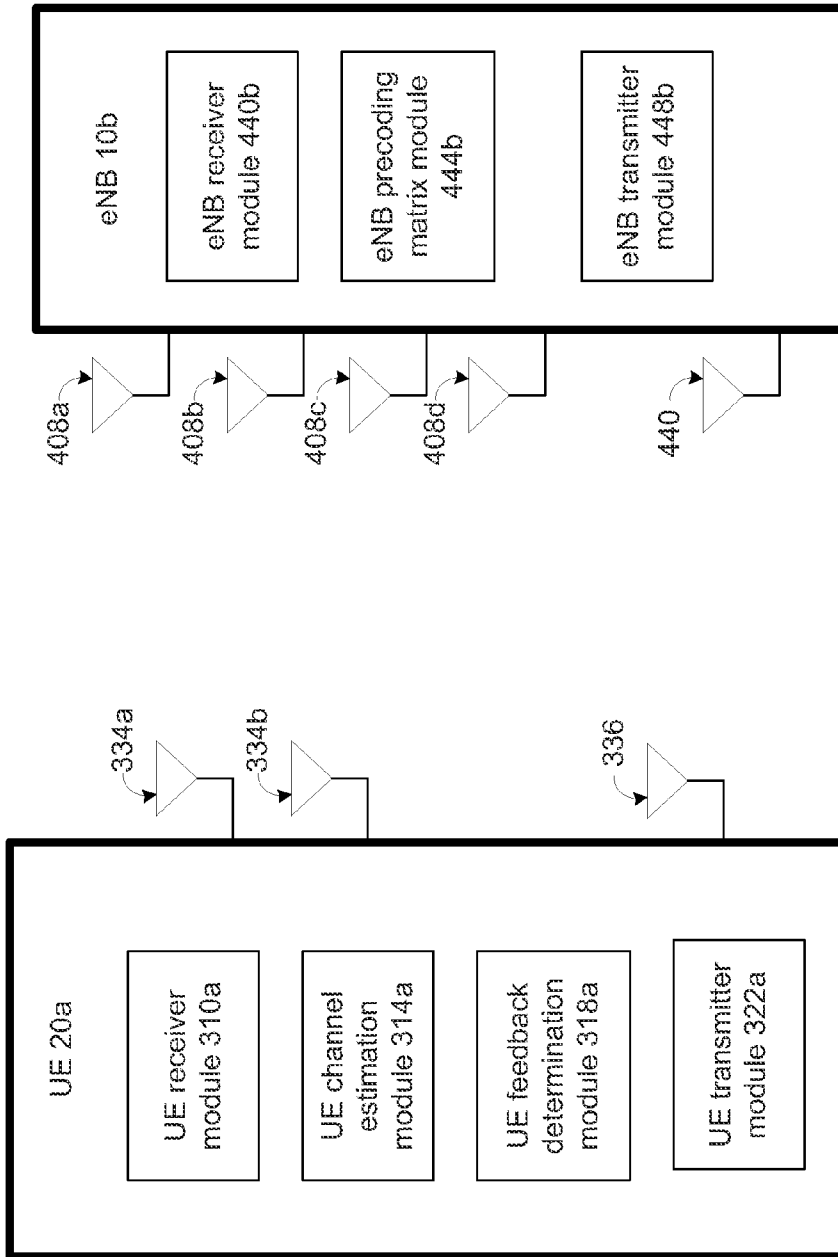 UE 20a
UE receiver
module 310a
UE channel
estimation
module 314a
UE feedback
determination
module 318a
UE transmitter
module 322a
334a
334b
336
408a
408b
408c
408d
440
eNB 10b
eNB receiver
module 440b
eNB precoding
matrix module
444b
eNB transmitter
module 448b